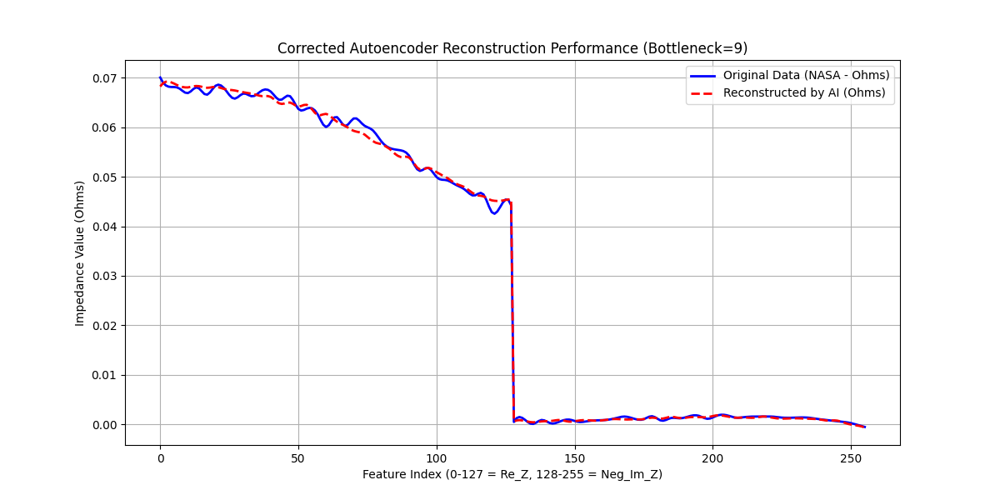 Corrected Autoencoder Reconstruction Performance (Bottleneck=9)
Original Data (NASA - Ohms)
Reconstructed by AI (Ohms)
Impedance Value (Ohms)
0.07
0.06
0.05
0.04
0.03
0.02
0.01
0.00
0 50 100 150 200 250
Feature Index (0-127 = Re_Z, 128-255 = Neg_Im_Z)